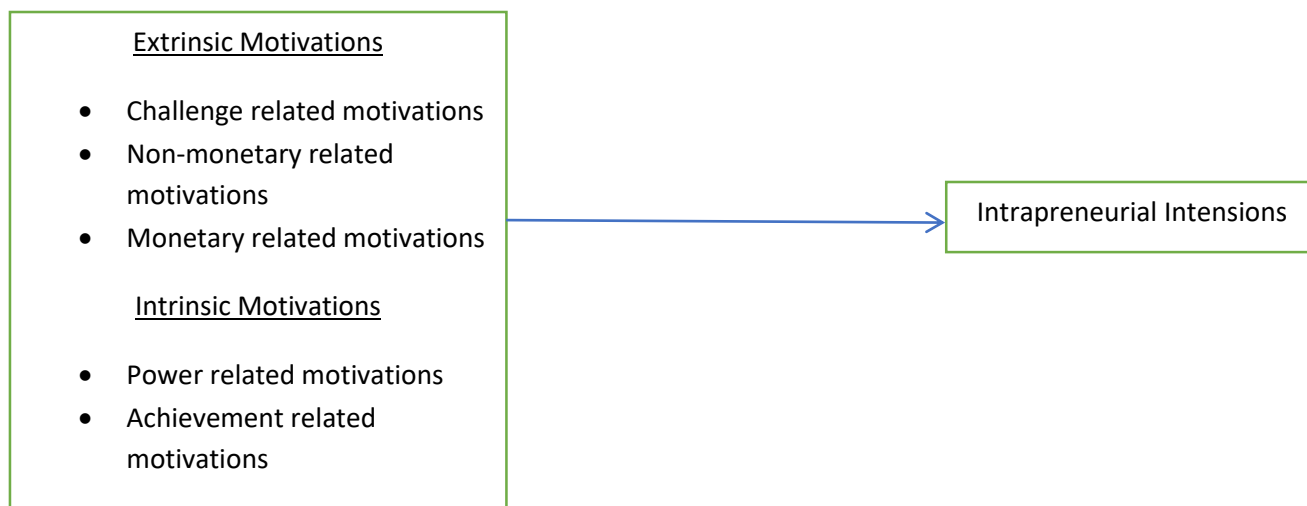 Extrinsic Motivations
• Challenge related motivations
• Non-monetary related
motivations
• Monetary related motivations
Intrinsic Motivations
• Power related motivations
• Achievement related
motivations
Intrapreneurial Intensions